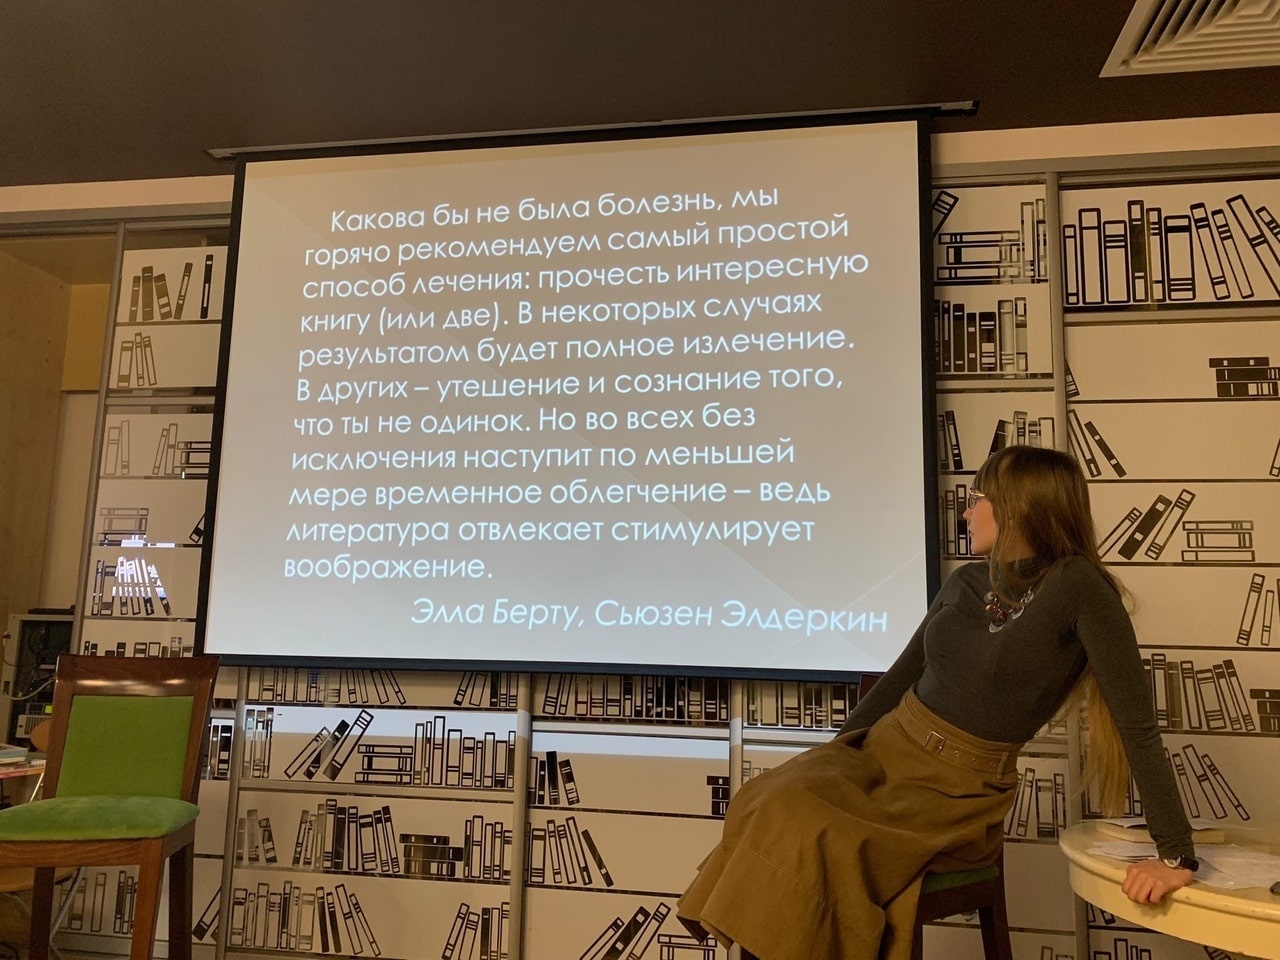 Какова бы не была болезнь, мы
горячо рекомендуем самый простой
способ лечения: прочесть интересную
книгу (или две). В некоторых случаях
результатом будет полное излечение.
В других – утешение и сознание того,
что ты не одинок. Но во всех без
исключения наступит по меньшей
мере временное облегчение – ведь
литература отвлекает стимулирует
воображение.
Элла Берту, Сьюзен Элдеркин